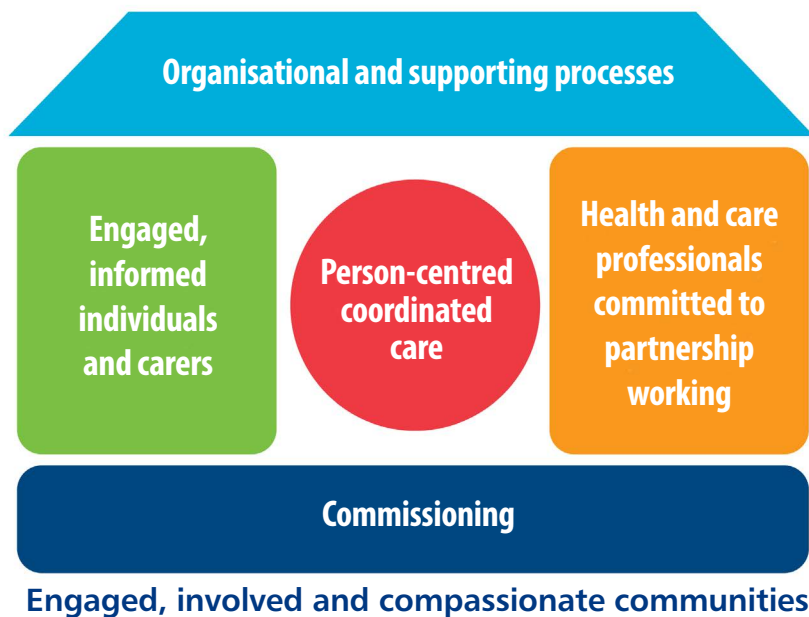 Organisational and supporting processes
Engaged,
informed
individuals
and carers
Person-centred
coordinated
care
Health and care
professionals
committed to
partnership
working
Commissioning
Engaged, involved and compassionate communities